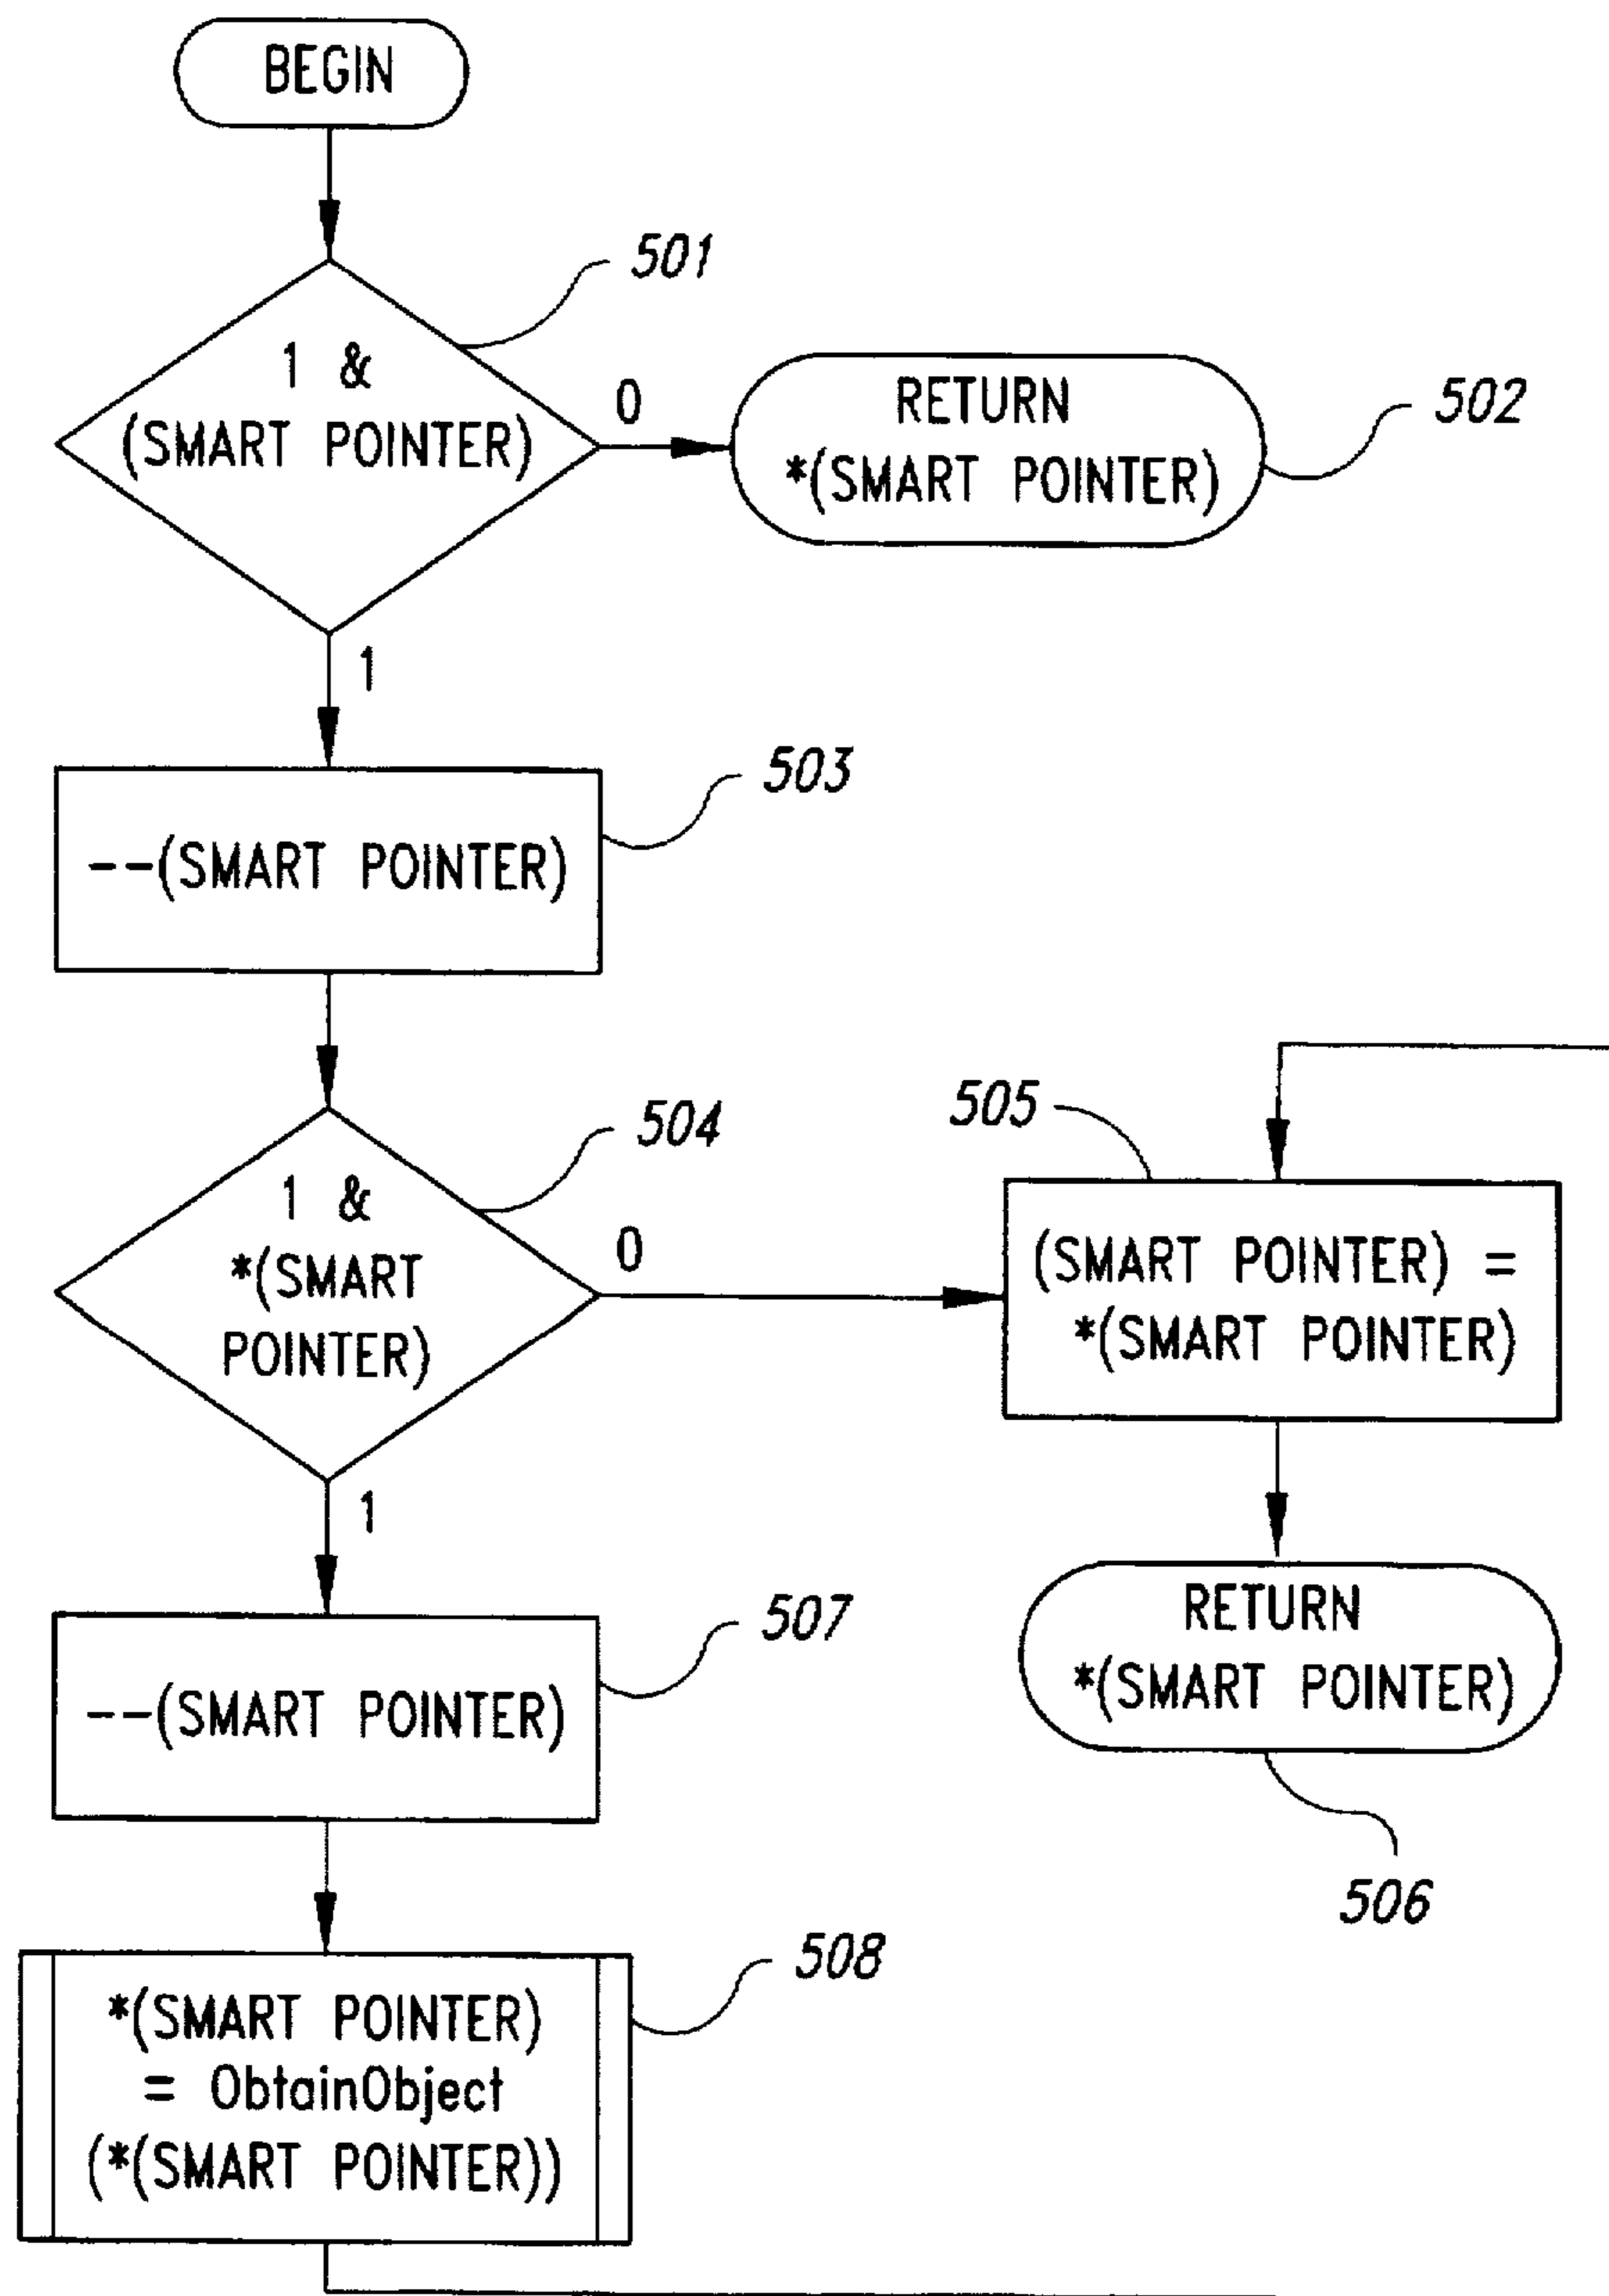 BEGIN
501
1 &
(SMART POINTER)
0
RETURN
*(SMART POINTER)
502
1
503
--(SMART POINTER)
504
1 &
*(SMART
POINTER)
0
505
(SMART POINTER) =
*(SMART POINTER)
1
RETURN
*(SMART POINTER)
506
507
--(SMART POINTER)
508
*(SMART POINTER)
= ObtainObject
(*(SMART POINTER))